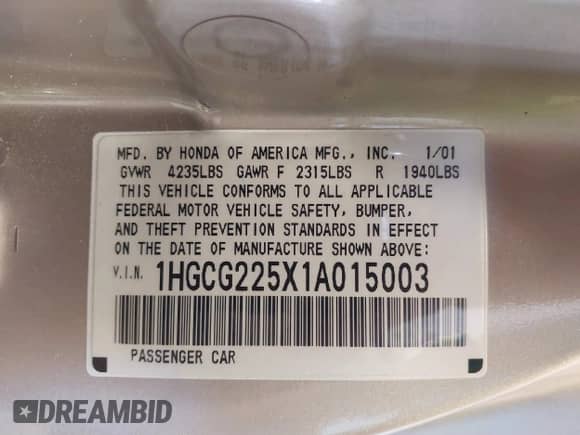 MFD. BY HONDA OF AMERICA MFG., INC. 1/01
GVWR 4235LBS GAWR F 2315LBS R 1940LBS
THIS VEHICLE CONFORMS TO ALL APPLICABLE
FEDERAL MOTOR VEHICLE SAFETY, BUMPER,
AND THEFT PREVENTION STANDARDS IN EFFECT
ON THE DATE OF MANUFACTURE SHOWN ABOVE:
V.I.N. 1HGCG225X1A015003
PASSENGER CAR
DREAMBID